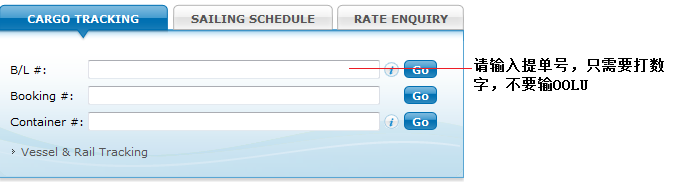 CARGO TRACKING
SAILING SCHEDULE
RATE ENQUIRY
B/L #:
i
Go
请输入提单号，只需要打数
字，不要输OOLU
Booking #:
Go
Container #:
i
Go
Vessel & Rail Tracking